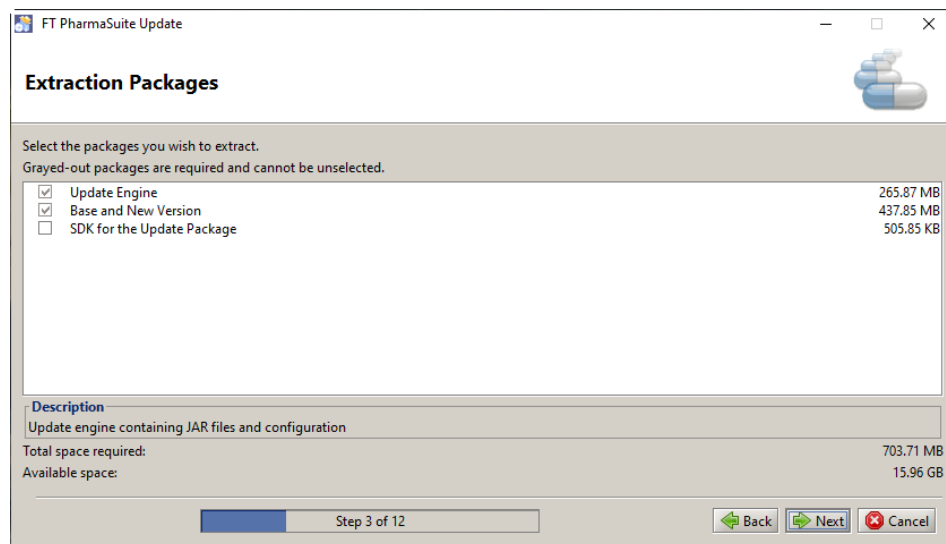 FT PharmaSuite Update
Extraction Packages
Select the packages you wish to extract.
Grayed-out packages are required and cannot be unselected.
Update Engine 265.87 MB
Base and New Version 437.85 MB
SDK for the Update Package 505.85 KB
Description
Update engine containing JAR files and configuration
Total space required: 703.71 MB
Available space: 15.96 GB
Step 3 of 12 Back Next Cancel